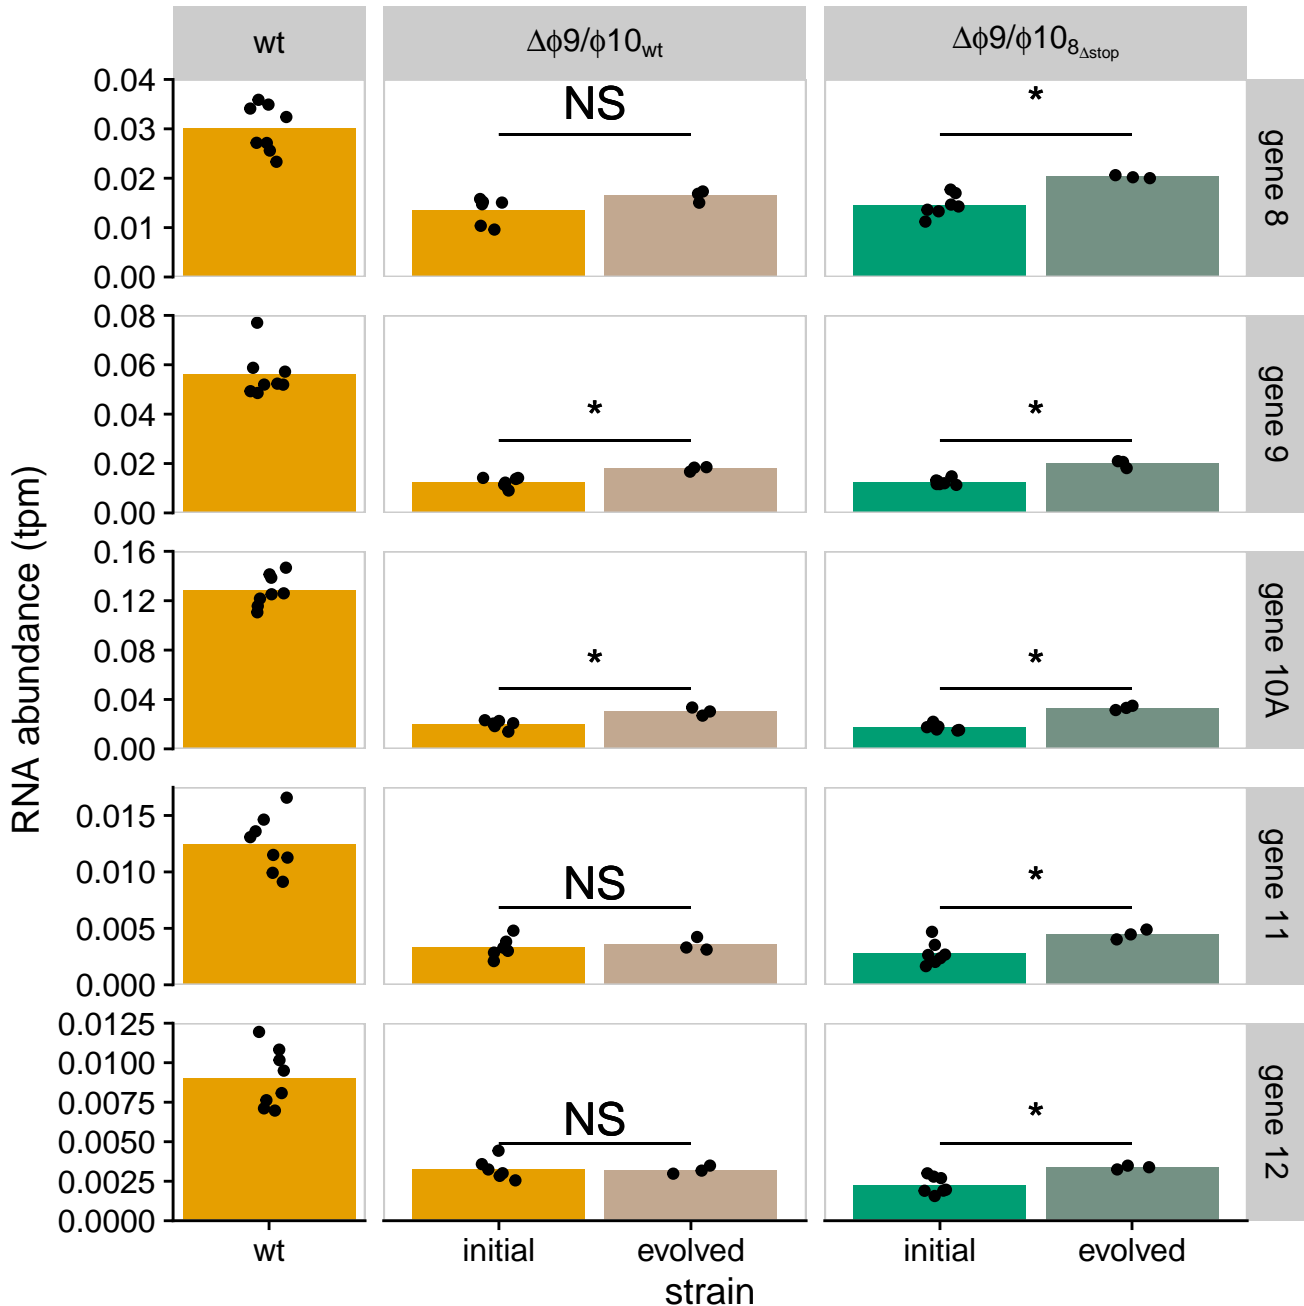 wt
Δϕ9/ϕ10wt
Δϕ9/ϕ108Δstop
RNA abundance (tpm)
0.04
0.03
0.02
0.01
0.00
NS
*
gene 8
0.08
0.06
0.04
0.02
0.00
*
*
gene 9
0.16
0.12
0.08
0.04
0.00
*
*
gene 10A
0.015
0.010
0.005
0.000
NS
*
gene 11
0.0125
0.0100
0.0075
0.0050
0.0025
0.0000
NS
*
gene 12
wt
initial
evolved
initial
evolved
strain